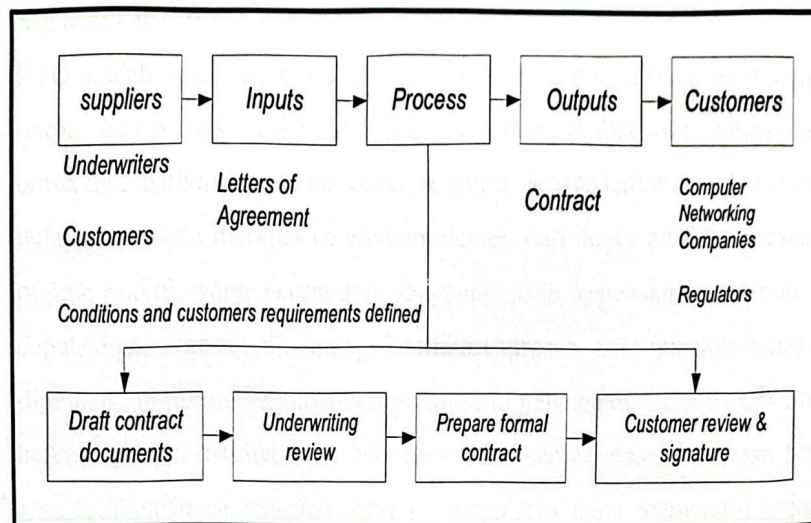 suppliers
Inputs
Process
Outputs
Customers
Underwriters
Customers
Letters of
Agreement
Contract
Computer
Networking
Companies
Regulators
Conditions and customers requirements defined
Draft contract
documents
Underwriting
review
Prepare formal
contract
Customer review &
signature